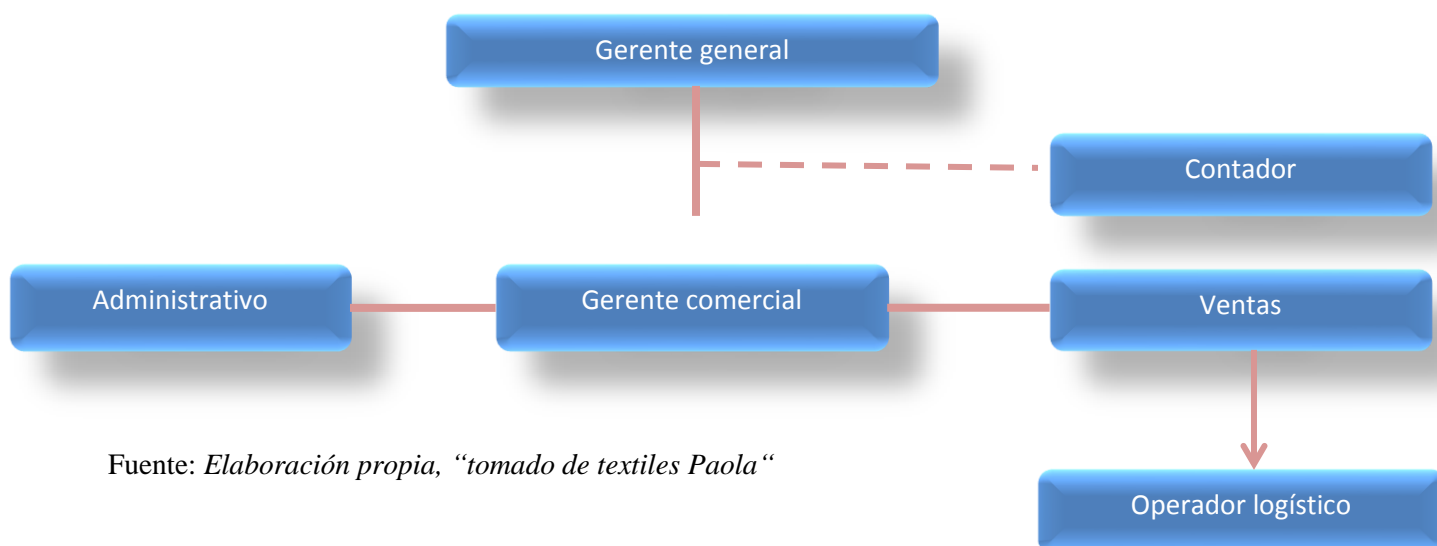 Gerente general
Contador
Administrativo
Gerente comercial
Ventas
Fuente: Elaboración propia, “tomado de textiles Paola“
Operador logístico